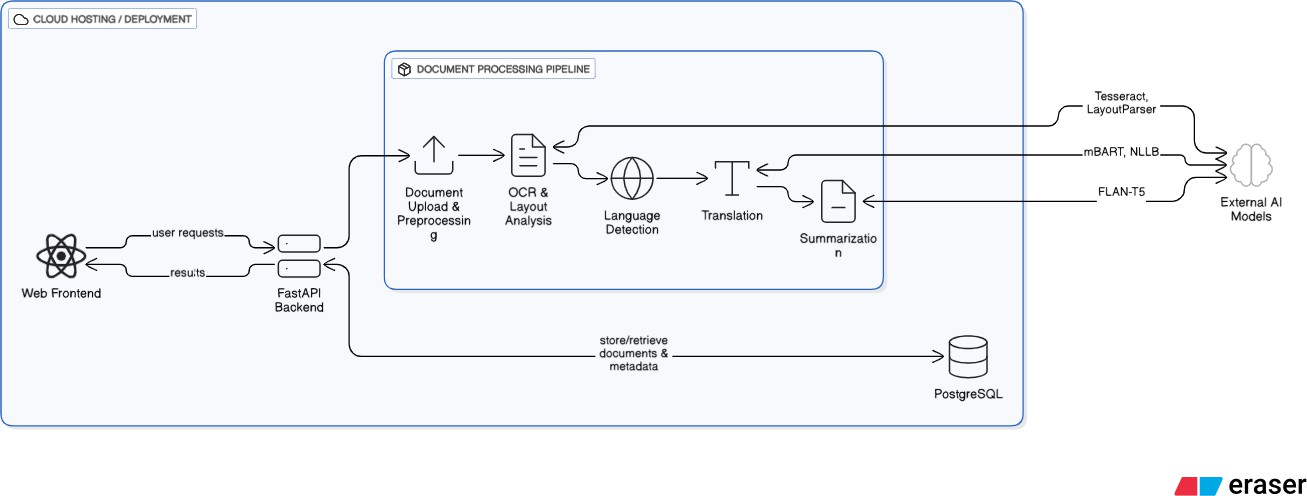 CLOUD HOSTING / DEPLOYMENT
DOCUMENT PROCESSING PIPELINE
Tesseract,
LayoutParser
mBART, NLLB
FLAN-T5
External AI
Models
Document
Upload &
Preprocessin
g
OCR &
Layout
Analysis
Language
Detection
Translation
Summarizatio
n
user requests
results
Web Frontend
FastAPI
Backend
store/retrieve
documents &
metadata
PostgreSQL
eraser